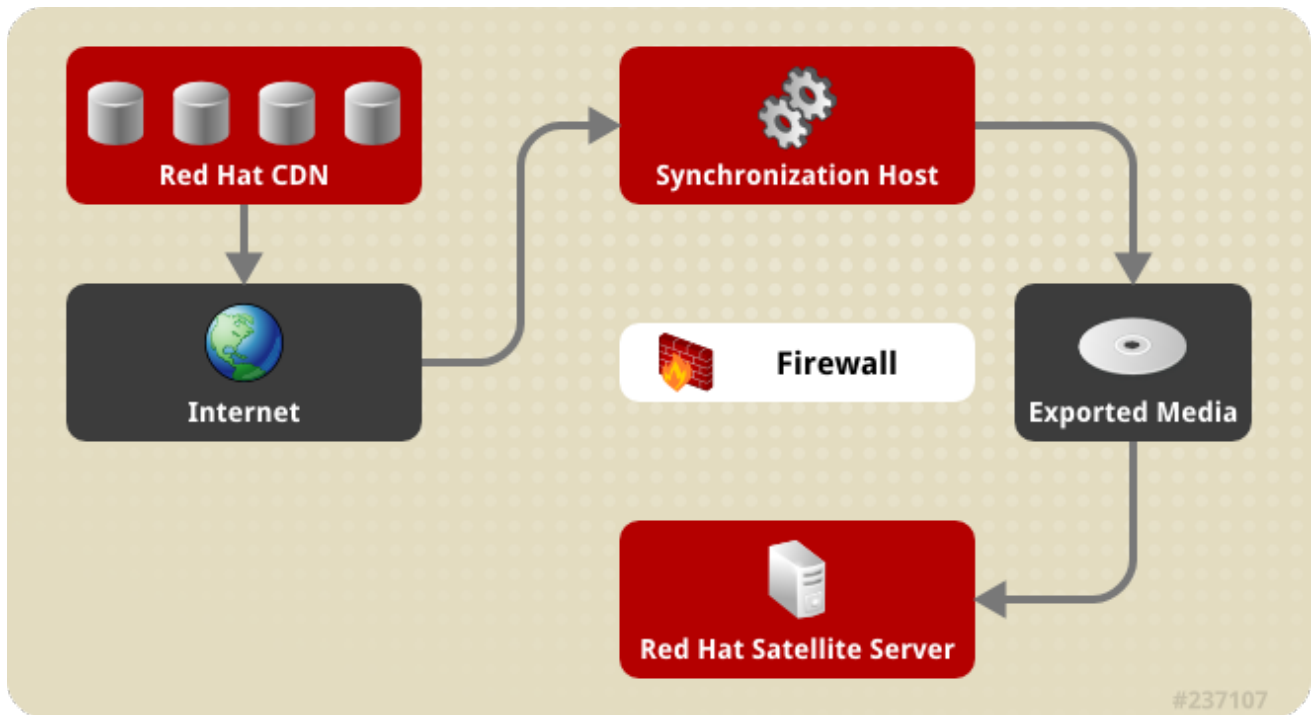 Red Hat CDN
Synchronization Host
Internet
Firewall
Exported Media
Red Hat Satellite Server
#237107